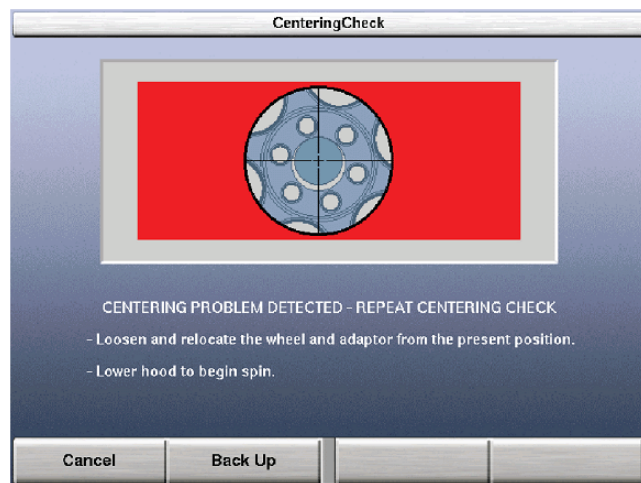 CenteringCheck
CENTERING PROBLEM DETECTED - REPEAT CENTERING CHECK
- Loosen and relocate the wheel and adaptor from the present position.
- Lower hood to begin spin.
Cancel Back Up